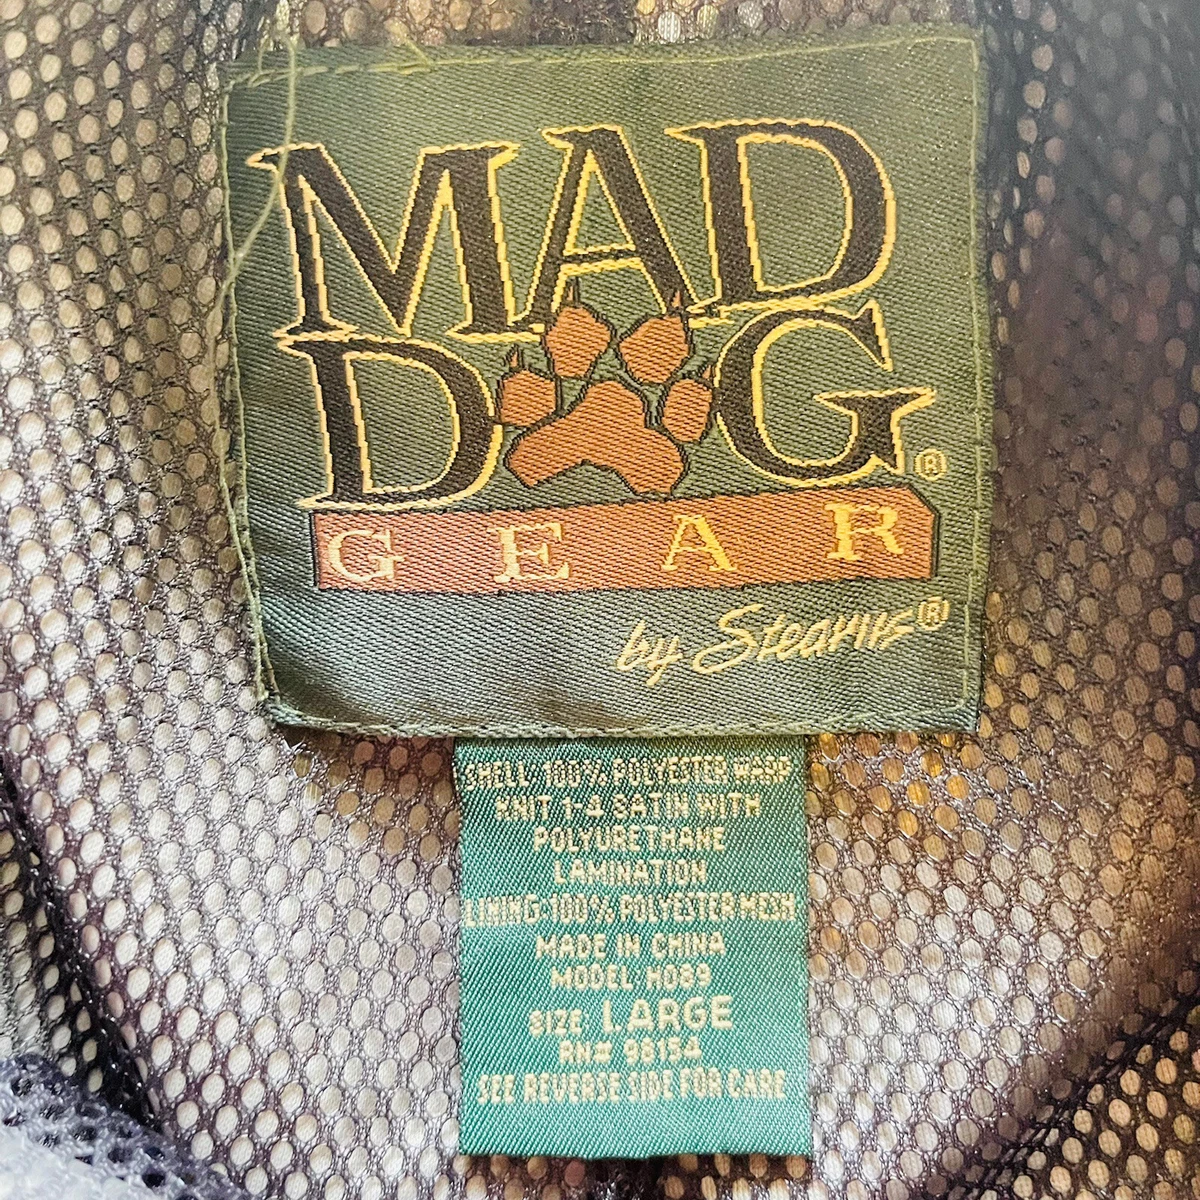 MAD
DOG®
GEAR
by Stearns®
SHELL: 100% POLYESTER WARP
KNIT 1-4 SATIN WITH
POLYURETHANE
LAMINATION
LINING: 100% POLYESTER MESH
MADE IN CHINA
MODEL: H089
SIZE: LARGE
RN# 98154
SEE REVERSE SIDE FOR CARE